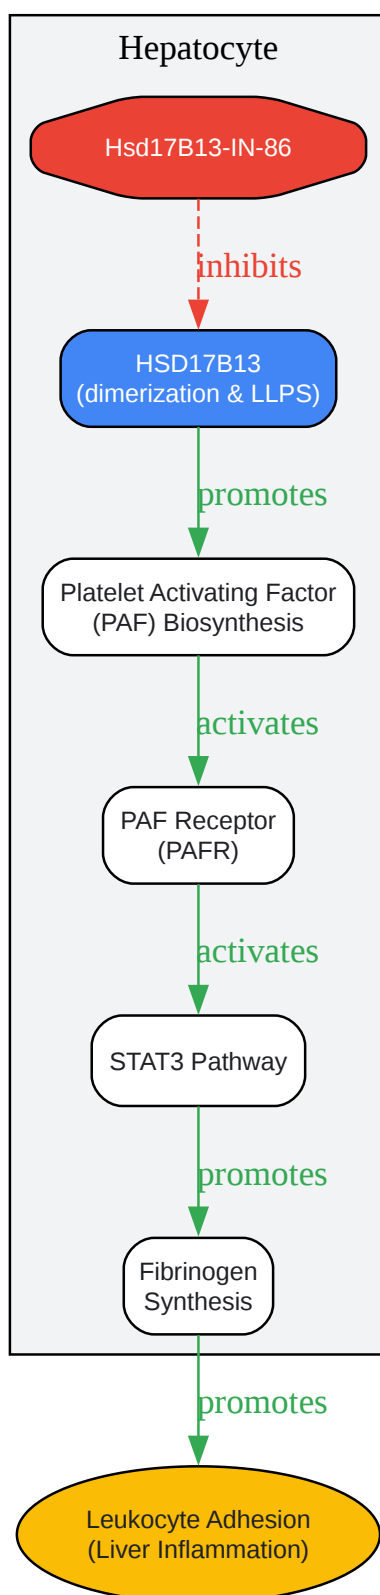 Hepatocyte
Hsd17B13-IN-86
inhibits
HSD17B13
(dimerization & LLPS)
promotes
Platelet Activating Factor
(PAF) Biosynthesis
activates
PAF Receptor
(PAFR)
activates
STAT3 Pathway
promotes
Fibrinogen
Synthesis
promotes
Leukocyte Adhesion
(Liver Inflammation)